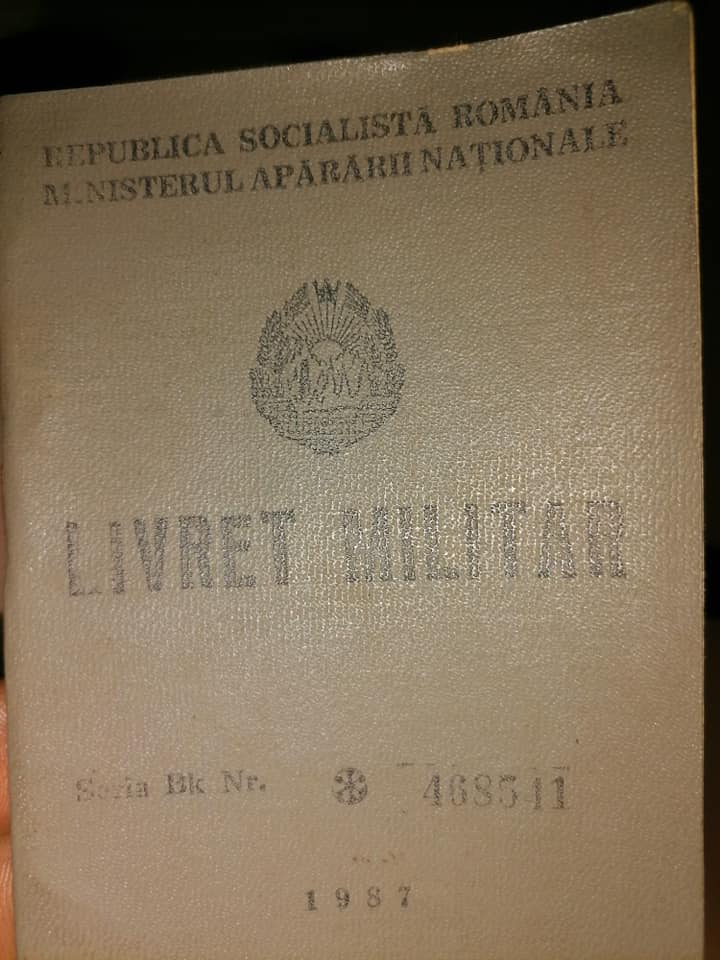 REPUBLICA SOCIALISTĂ ROMÂNIA
MINISTERUL APĂRĂRII NAȚIONALE
LIVRET MILITAR
Seria Bk Nr. 468541
1987